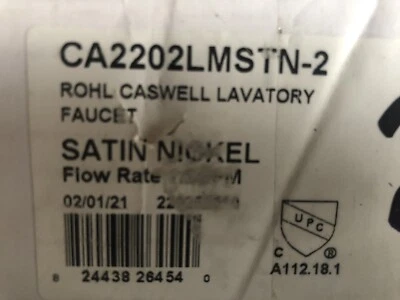 CA2202LMSTN-2
ROHL CASWELL LAVATORY
FAUCET
SATIN NICKEL
Flow Rate
02/01/21
UPC
C ®
A112.18.1
8 24438 26454 0